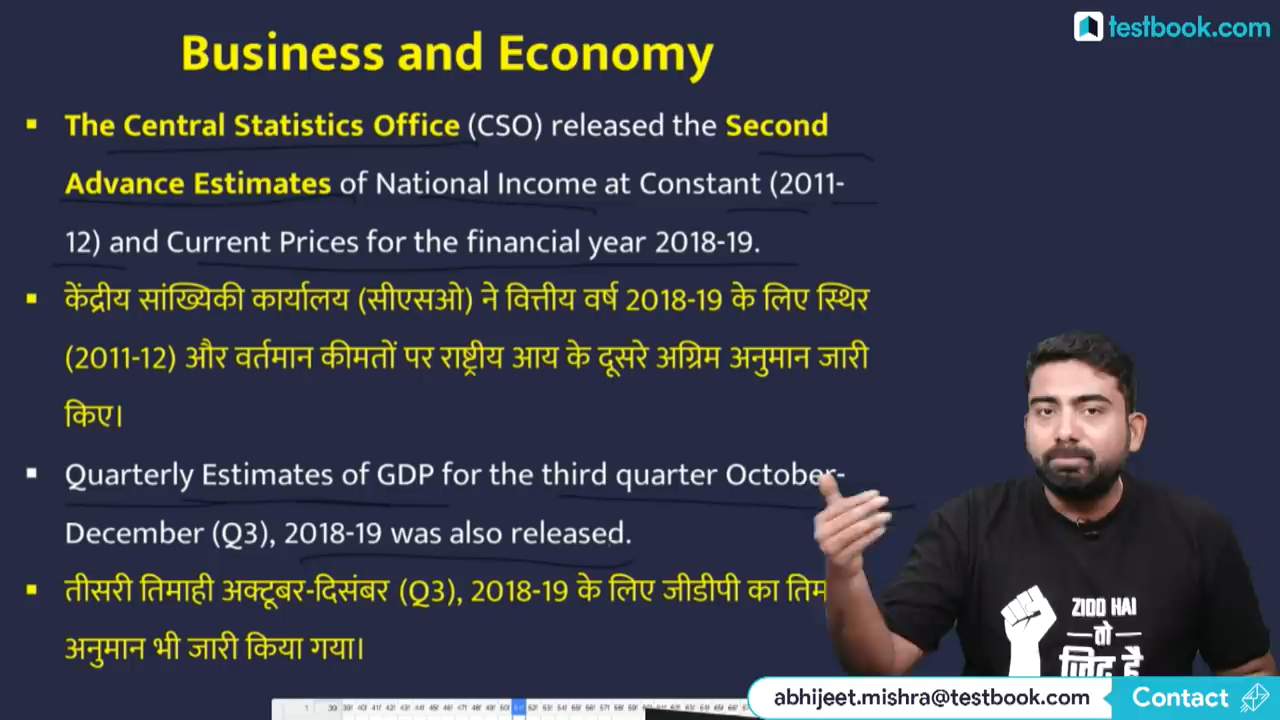 testbook.com
Business and Economy
▪ The Central Statistics Office (CSO) released the Second
Advance Estimates of National Income at Constant (2011-
12) and Current Prices for the financial year 2018-19.
▪ केंद्रीय सांख्यिकी कार्यालय (सीएसओ) ने वित्तीय वर्ष 2018-19 के लिए स्थिर
(2011-12) और वर्तमान कीमतों पर राष्ट्रीय आय के दूसरे अग्रिम अनुमान जारी
किए।
▪ Quarterly Estimates of GDP for the third quarter October-
December (Q3), 2018-19 was also released.
▪ तीसरी तिमाही अक्टूबर-दिसंबर (Q3), 2018-19 के लिए जीडीपी का
अनुमान भी जारी किया गया।
ZIDD HAI
तो
ज़िद है
abhijeet.mishra@testbook.com Contact